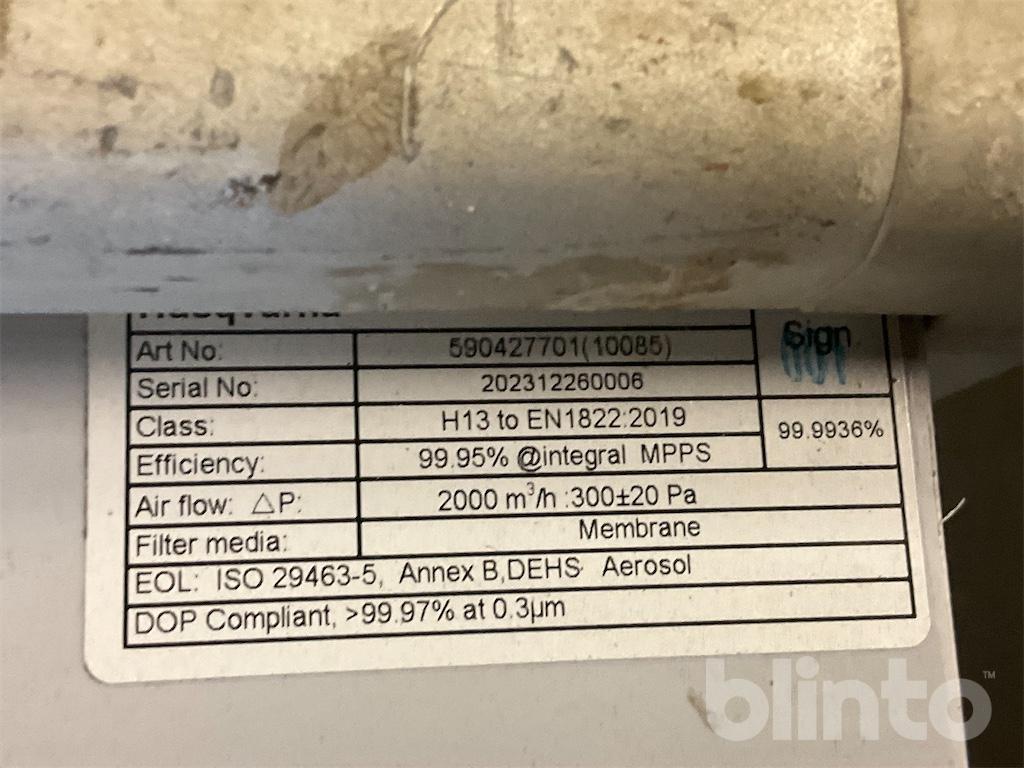 Husqvarna
Sign
Art No: 590427701(10085)
Serial No: 202312260006
Class: H13 to EN1822:2019
99.9936%
Efficiency: 99.95% @integral MPPS
Air flow: △P: 2000 m³/h :300±20 Pa
Filter media: Membrane
EOL: ISO 29463-5, Annex B,DEHS Aerosol
DOP Compliant, >99.97% at 0.3µm
blinto™